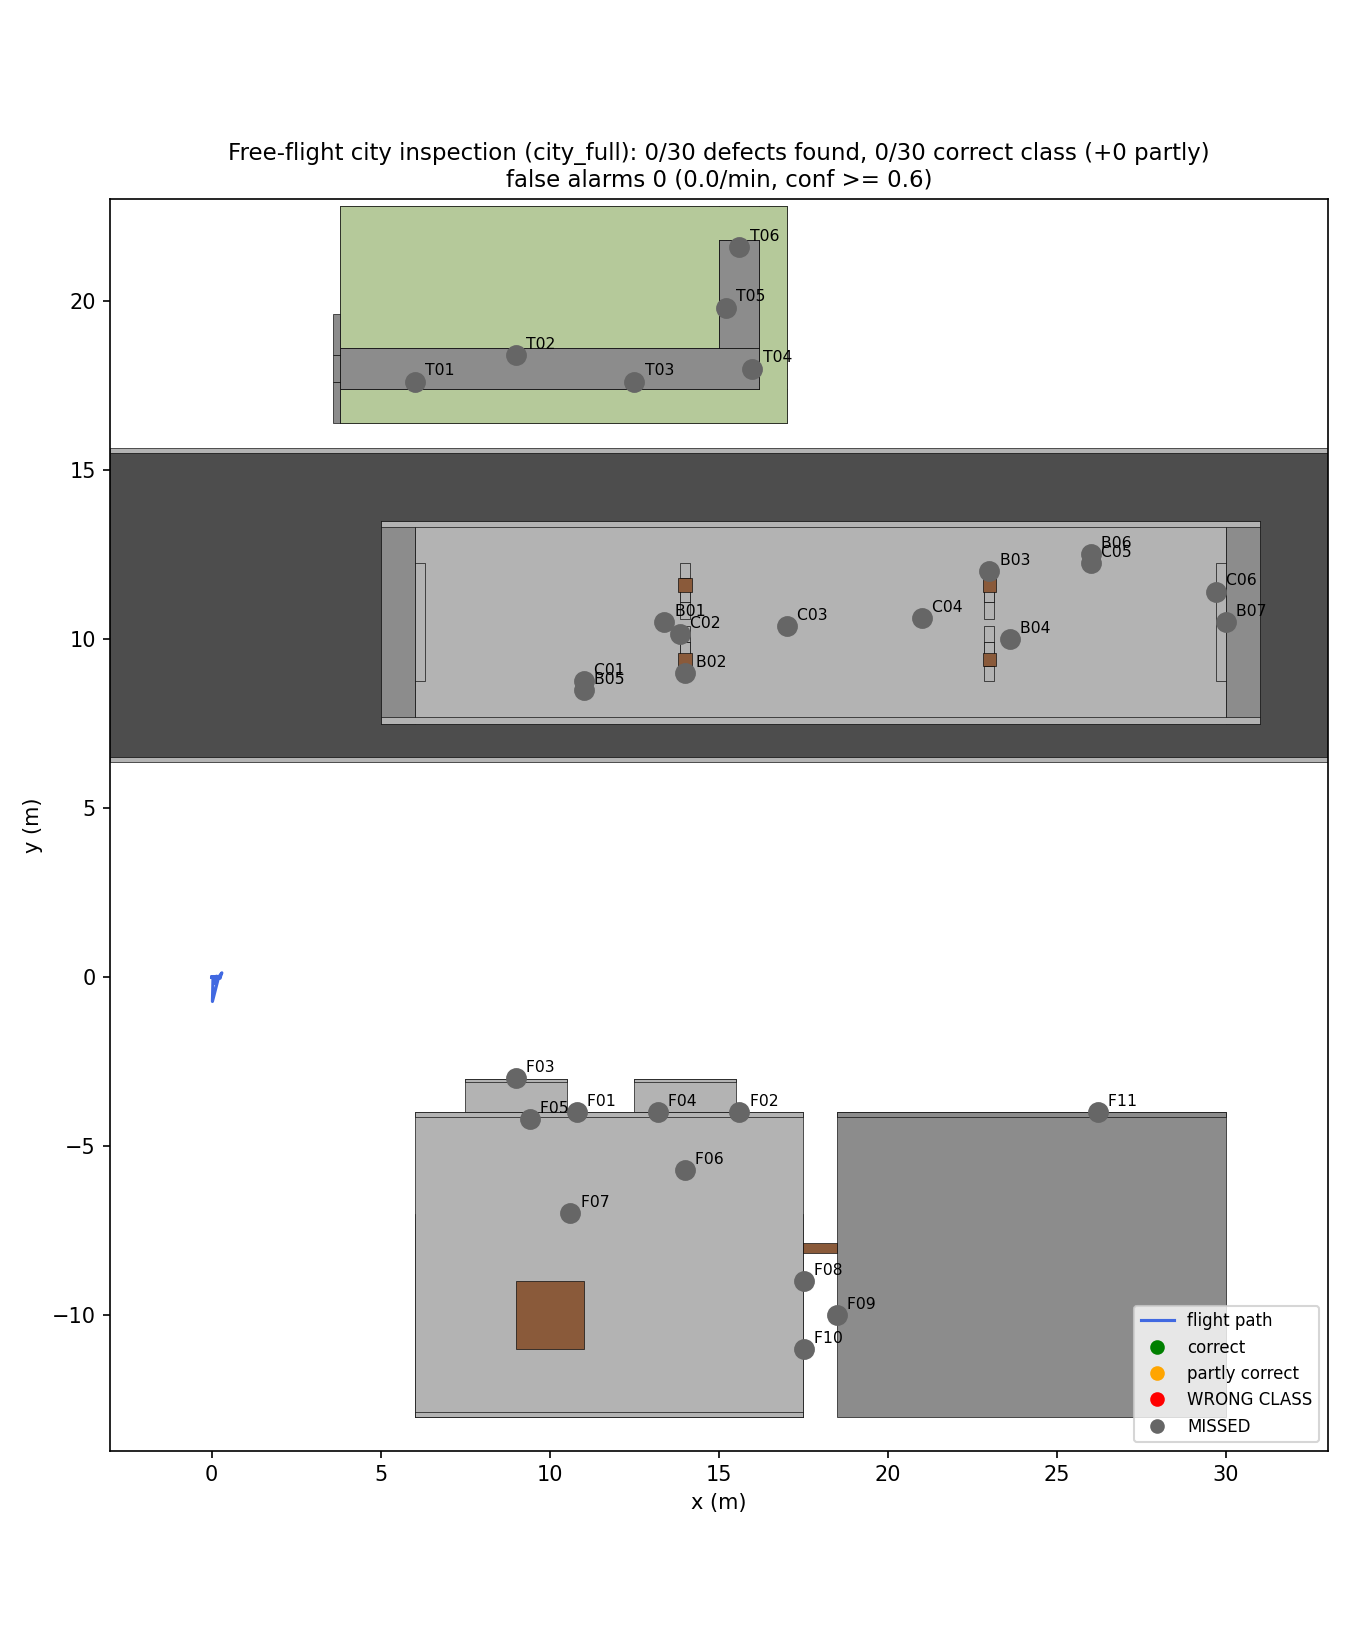 Free-flight city inspection (city_full): 0/30 defects found, 0/30 correct class (+0 partly)
false alarms 0 (0.0/min, conf >= 0.6)
T06
T05
20
T02
T04
T01
T03
15
B06
C05
B03
C06
B01
C04
B07
C03
C02
10
B04
B02
C01
B05
5
y (m)
0
F03
F05
F01
F04
F02
F11
−5
F06
F07
F08
F09
−10
F10
flight path
correct
partly correct
WRONG CLASS
MISSED
0
5
10
15
20
25
30
x (m)